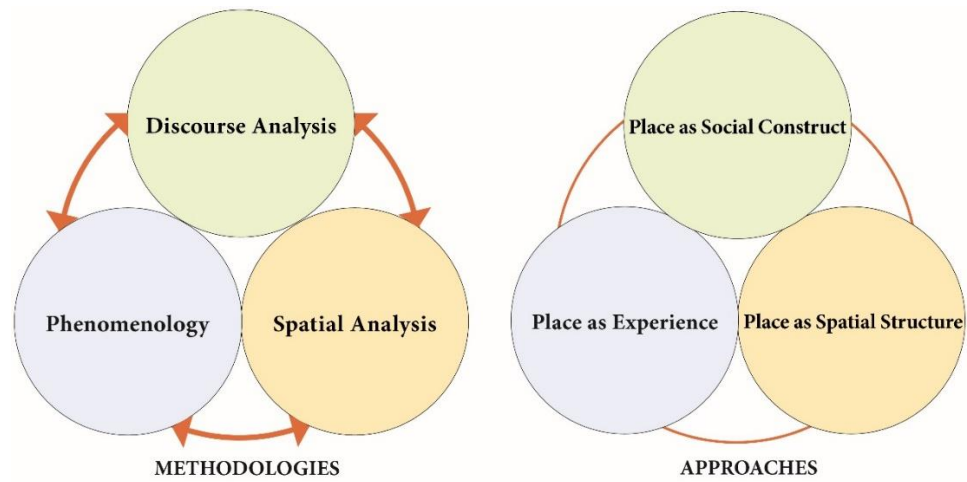 Discourse Analysis
Phenomenology
Spatial Analysis
METHODOLOGIES
Place as Social Construct
Place as Experience
Place as Spatial Structure
APPROACHES